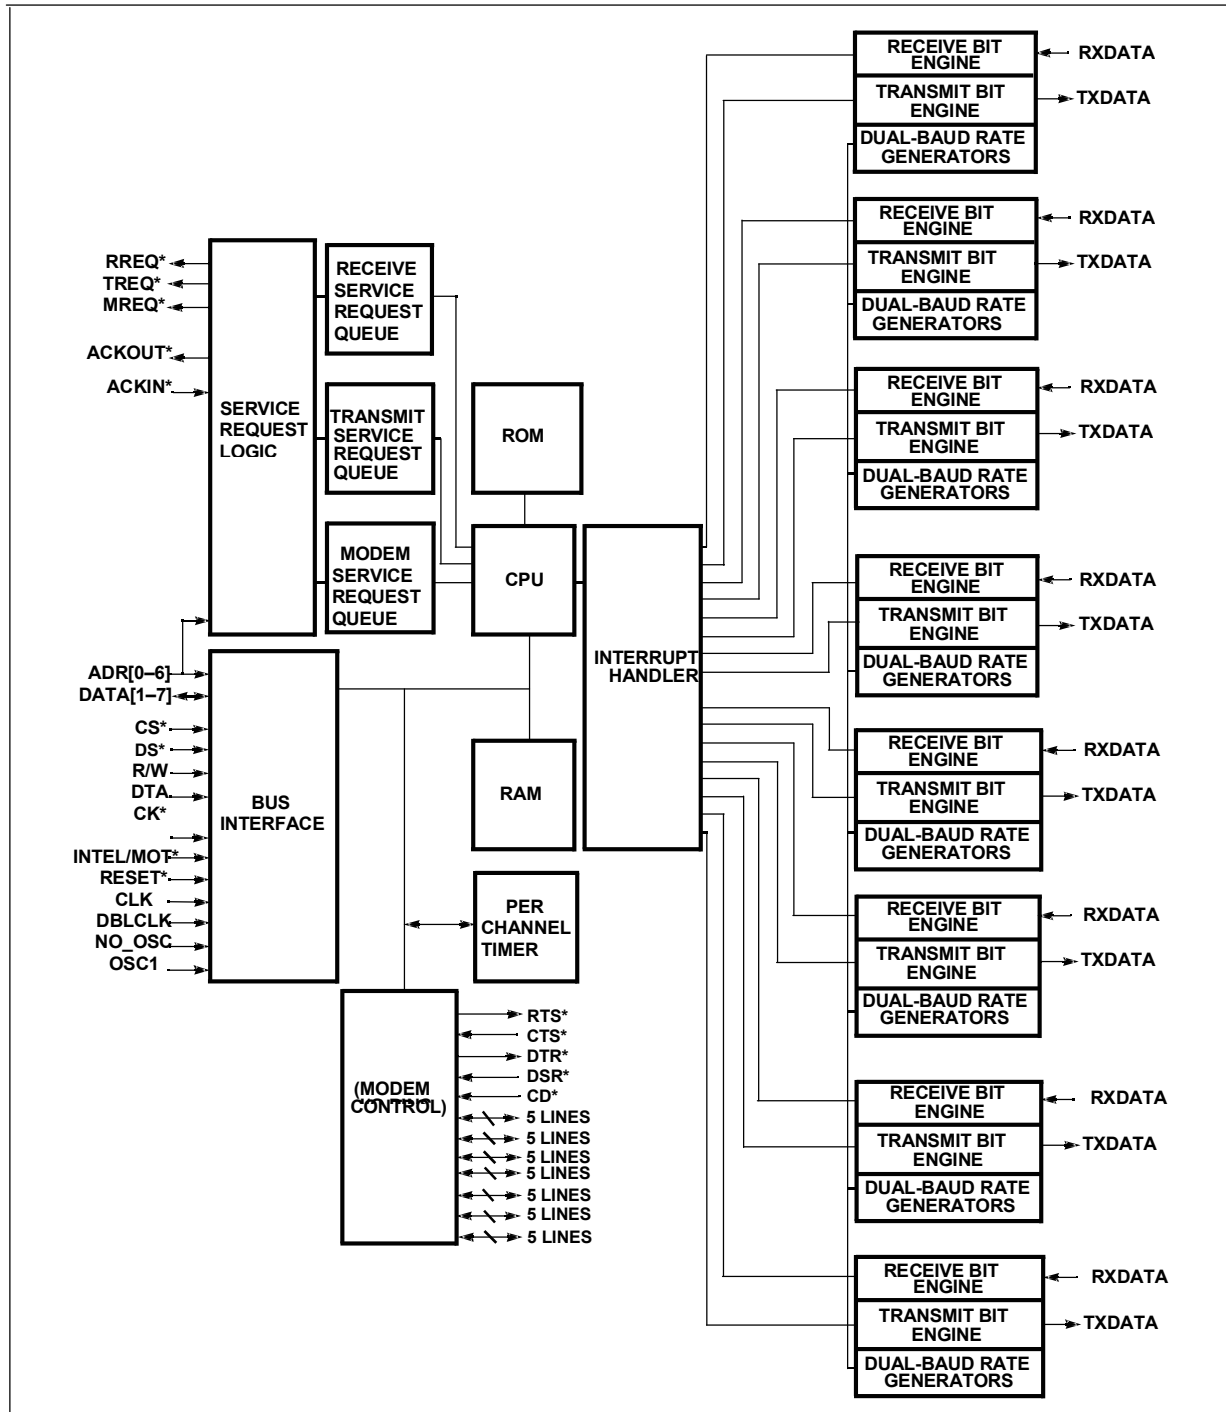 RREQ*
TREQ*
MREQ*
ACKOUT*
ACKIN*
SERVICE
REQUEST
LOGIC
RECEIVE
SERVICE
REQUEST
QUEUE
TRANSMIT
SERVICE
REQUEST
QUEUE
MODEM
SERVICE
REQUEST
QUEUE
ROM
CPU
RAM
INTERRUPT
HANDLER
ADR[0–6]
DATA[1–7]
CS*
DS*
R/W
DTA
CK*
INTEL/MOT*
RESET*
CLK
DBLCLK
NO_OSC
OSC1
BUS
INTERFACE
PER
CHANNEL
TIMER
(MODEM
CONTROL)
RTS*
CTS*
DTR*
DSR*
CD*
5 LINES
5 LINES
5 LINES
5 LINES
5 LINES
5 LINES
5 LINES
RECEIVE BIT
ENGINE
RXDATA
TRANSMIT BIT
ENGINE
TXDATA
DUAL-BAUD RATE
GENERATORS
RECEIVE BIT
ENGINE
RXDATA
TRANSMIT BIT
ENGINE
TXDATA
DUAL-BAUD RATE
GENERATORS
RECEIVE BIT
ENGINE
RXDATA
TRANSMIT BIT
ENGINE
TXDATA
DUAL-BAUD RATE
GENERATORS
RECEIVE BIT
ENGINE
RXDATA
TRANSMIT BIT
ENGINE
TXDATA
DUAL-BAUD RATE
GENERATORS
RECEIVE BIT
ENGINE
RXDATA
TRANSMIT BIT
ENGINE
TXDATA
DUAL-BAUD RATE
GENERATORS
RECEIVE BIT
ENGINE
RXDATA
TRANSMIT BIT
ENGINE
TXDATA
DUAL-BAUD RATE
GENERATORS
RECEIVE BIT
ENGINE
RXDATA
TRANSMIT BIT
ENGINE
TXDATA
DUAL-BAUD RATE
GENERATORS
RECEIVE BIT
ENGINE
RXDATA
TRANSMIT BIT
ENGINE
TXDATA
DUAL-BAUD RATE
GENERATORS